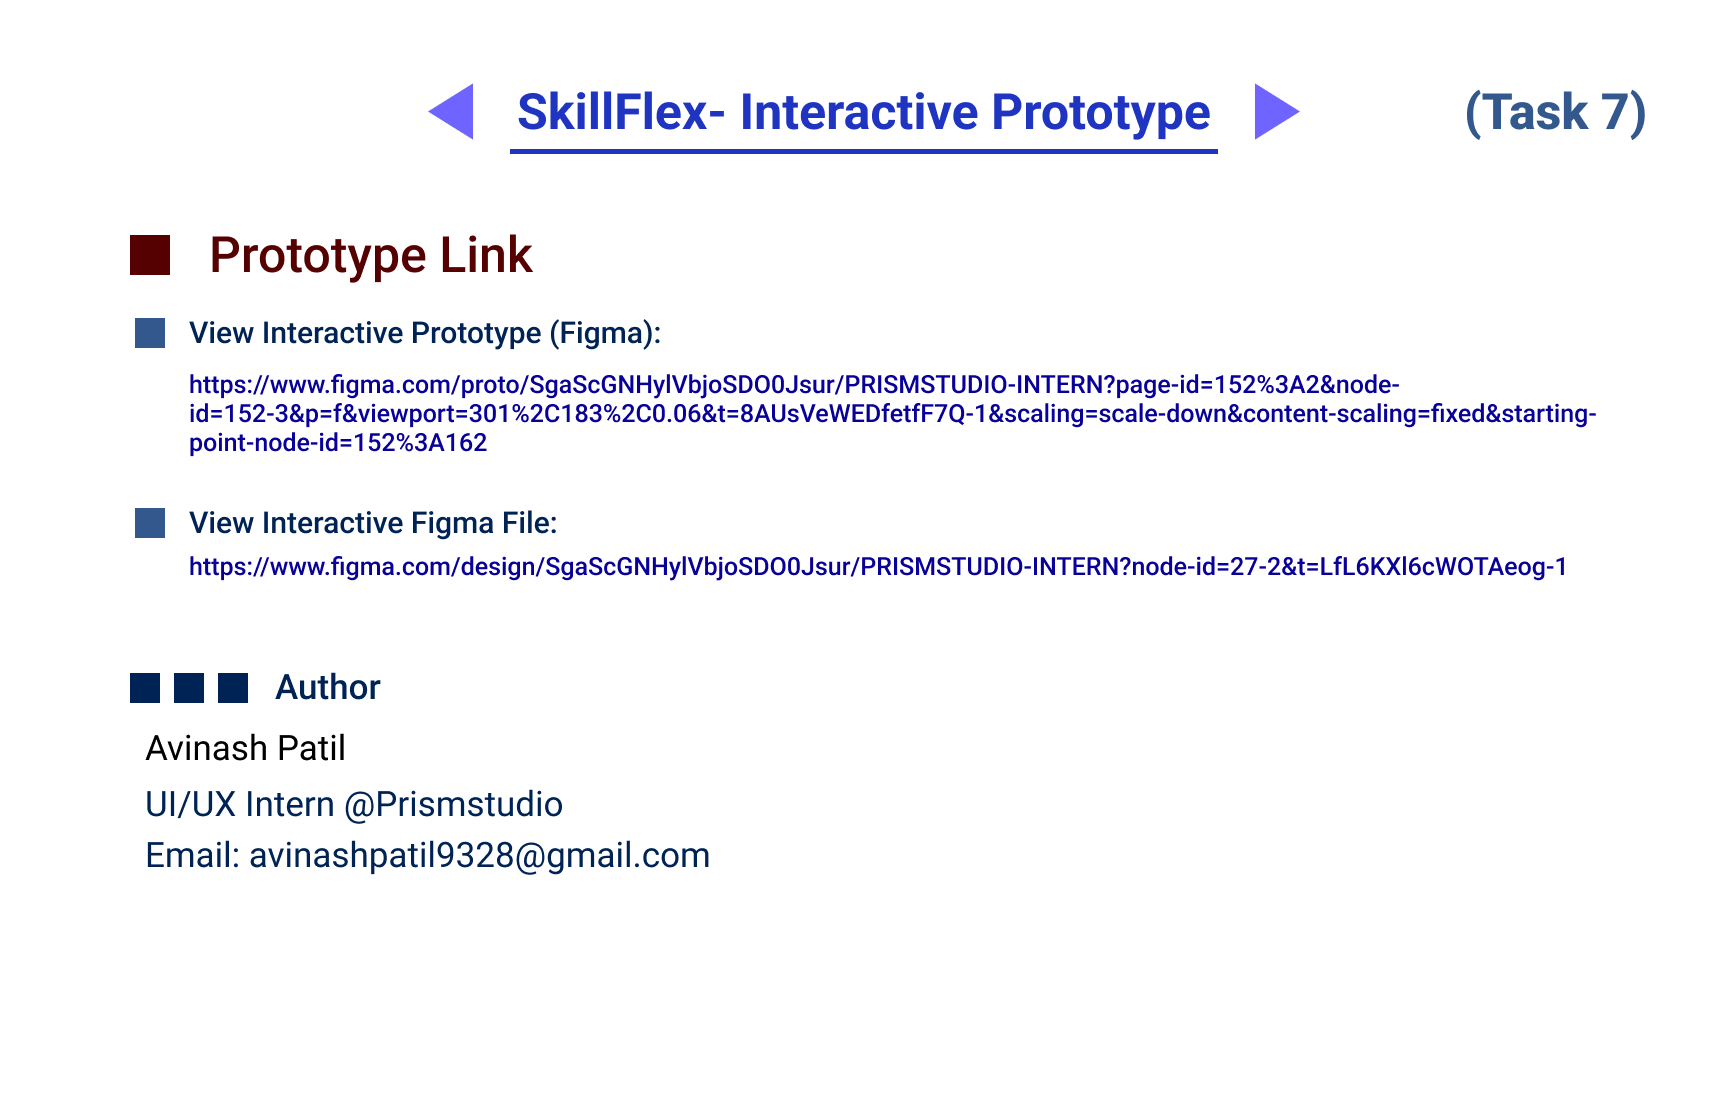 SkillFlex- Interactive Prototype
(Task 7)
Prototype Link
View Interactive Prototype (Figma):
https://www.figma.com/proto/SgaScGNHylVbjoSDO0Jsur/PRISMSTUDIO-INTERN?page-id=152%3A2&node-
id=152-3&p=f&viewport=301%2C183%2C0.06&t=8AUsVeWEDfetfF7Q-1&scaling=scale-down&content-scaling=fixed&starting-
point-node-id=152%3A162
View Interactive Figma File:
https://www.figma.com/design/SgaScGNHylVbjoSDO0Jsur/PRISMSTUDIO-INTERN?node-id=27-2&t=LfL6KXl6cWOTAeog-1
Author
Avinash Patil
UI/UX Intern @Prismstudio
Email: avinashpatil9328@gmail.com